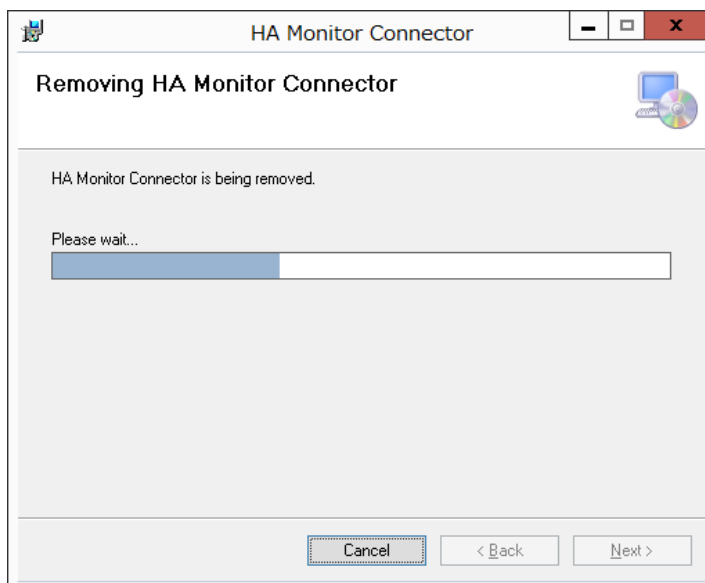 HA Monitor Connector
Removing HA Monitor Connector
HA Monitor Connector is being removed.
Please wait...
Cancel
< Back
Next >